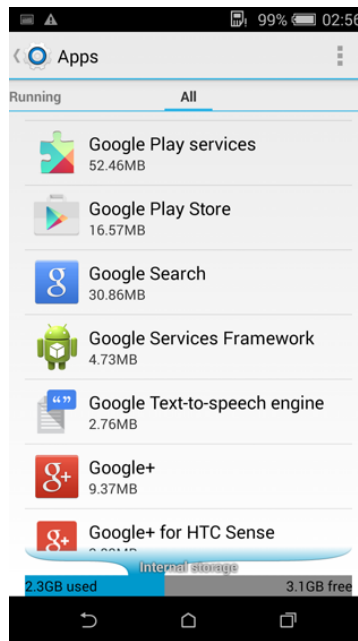 99% 02:56
Apps
Running All
Google Play services
52.46MB
Google Play Store
16.57MB
Google Search
30.86MB
Google Services Framework
4.73MB
Google Text-to-speech engine
2.76MB
Google+
9.37MB
Google+ for HTC Sense
Internal storage
2.3GB used 3.1GB free